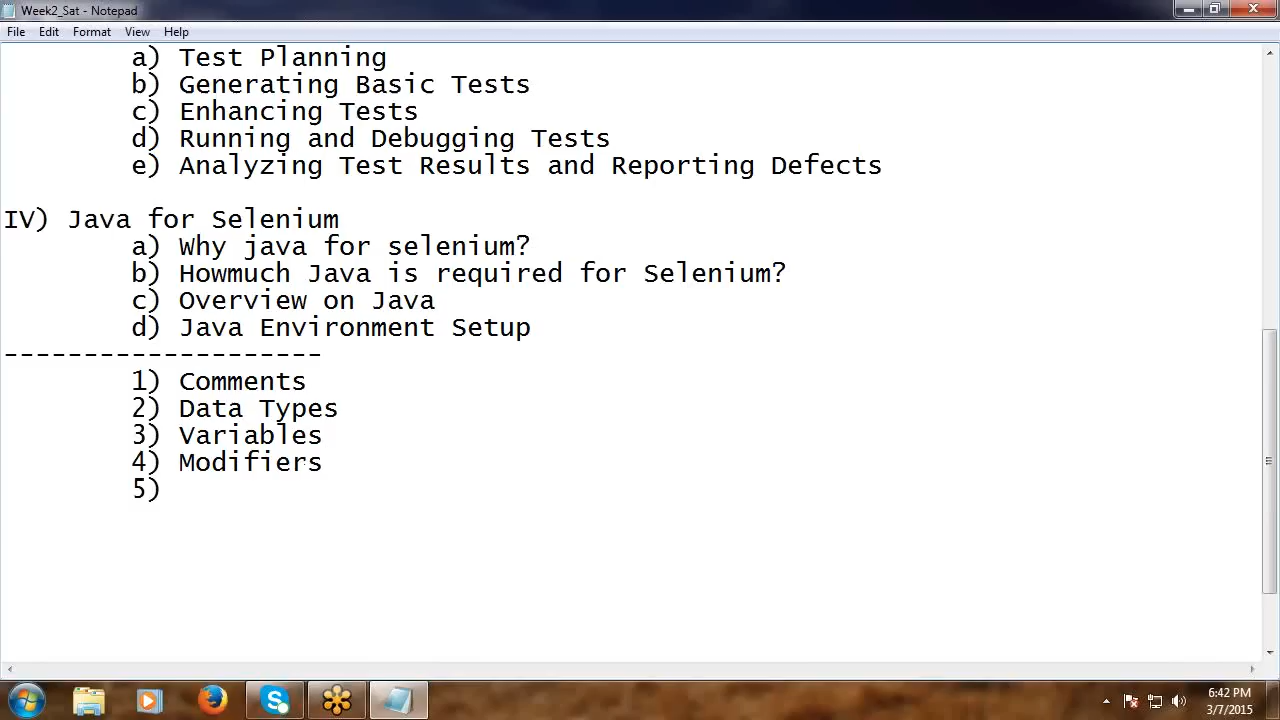 Week2_Sat - Notepad
File Edit Format View Help
a) Test Planning
b) Generating Basic Tests
c) Enhancing Tests
d) Running and Debugging Tests
e) Analyzing Test Results and Reporting Defects
IV) Java for Selenium
a) Why java for selenium?
b) Howmuch Java is required for Selenium?
c) Overview on Java
d) Java Environment Setup
--------------------
1) Comments
2) Data Types
3) Variables
4) Modifiers
5)
6:42 PM
3/7/2015